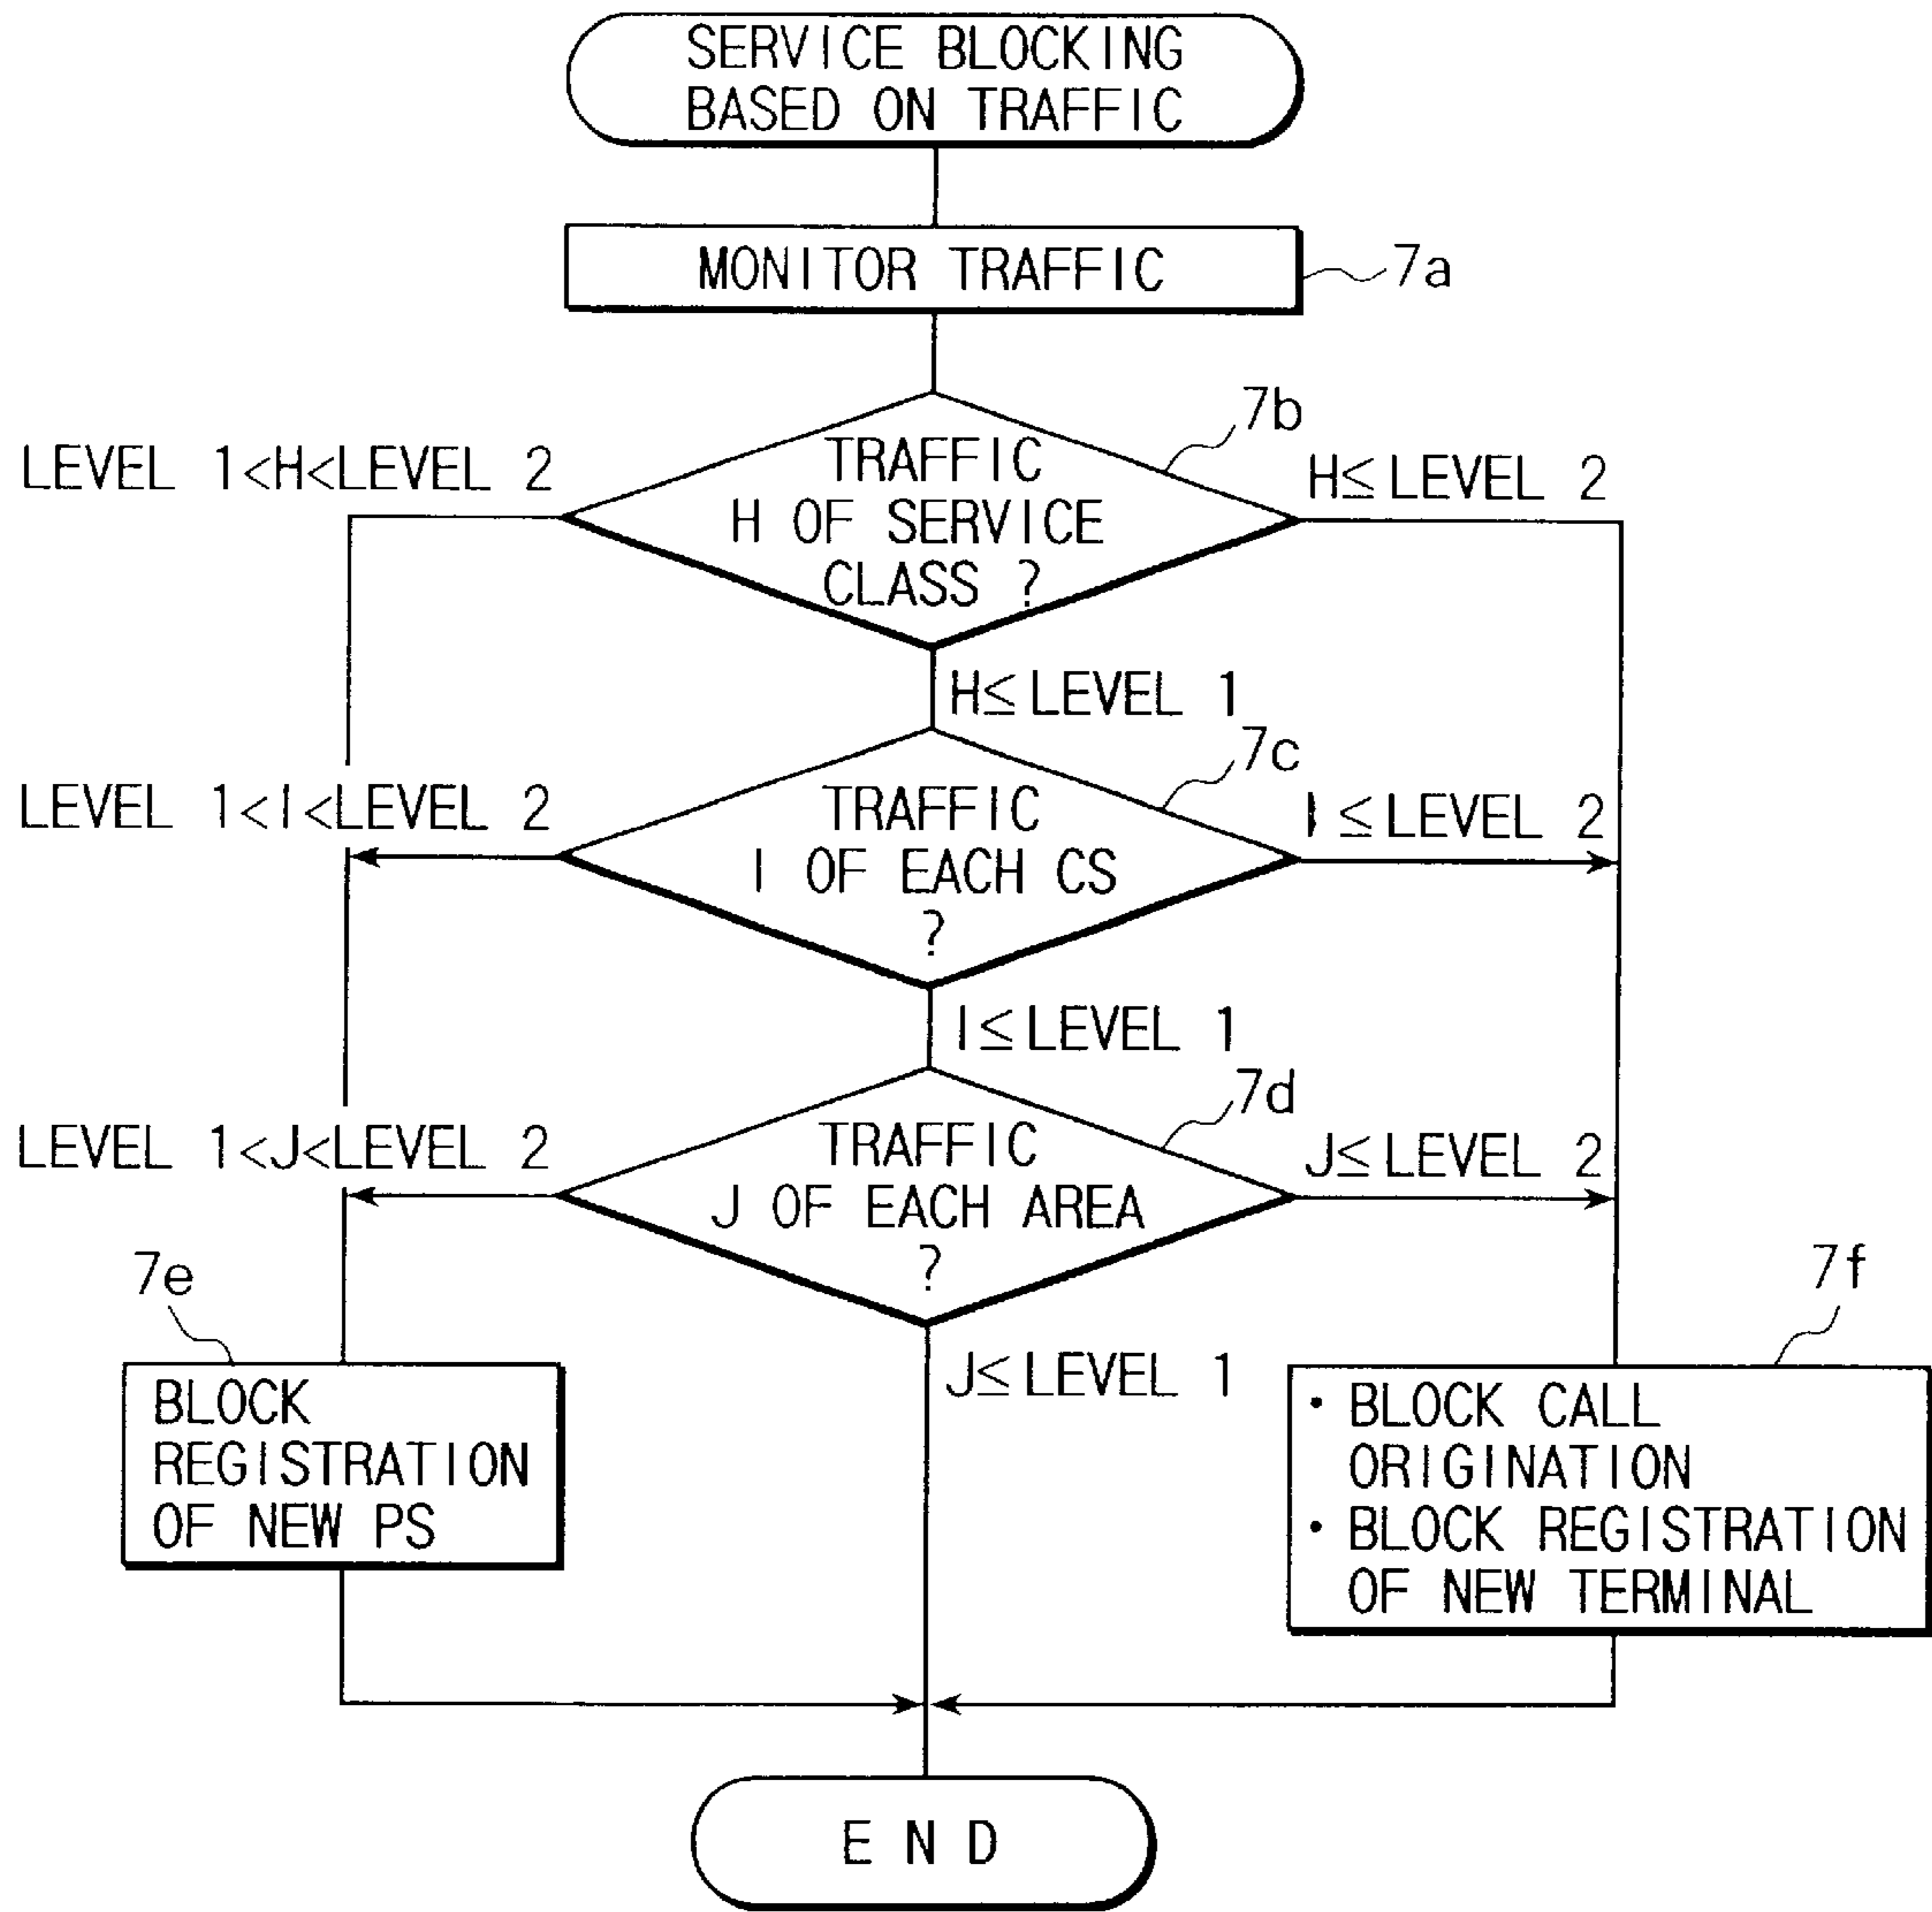 SERVICE BLOCKING
BASED ON TRAFFIC
MONITOR TRAFFIC
7a
7b
LEVEL 1<H<LEVEL 2
TRAFFIC
H OF SERVICE
CLASS ?
H≤LEVEL 2
H≤LEVEL 1
7c
LEVEL 1<I<LEVEL 2
TRAFFIC
I OF EACH CS
?
I≤LEVEL 2
I≤LEVEL 1
7d
LEVEL 1<J<LEVEL 2
TRAFFIC
J OF EACH AREA
?
J≤LEVEL 2
J≤LEVEL 1
7e
BLOCK
REGISTRATION
OF NEW PS
7f
• BLOCK CALL
ORIGINATION
• BLOCK REGISTRATION
OF NEW TERMINAL
END